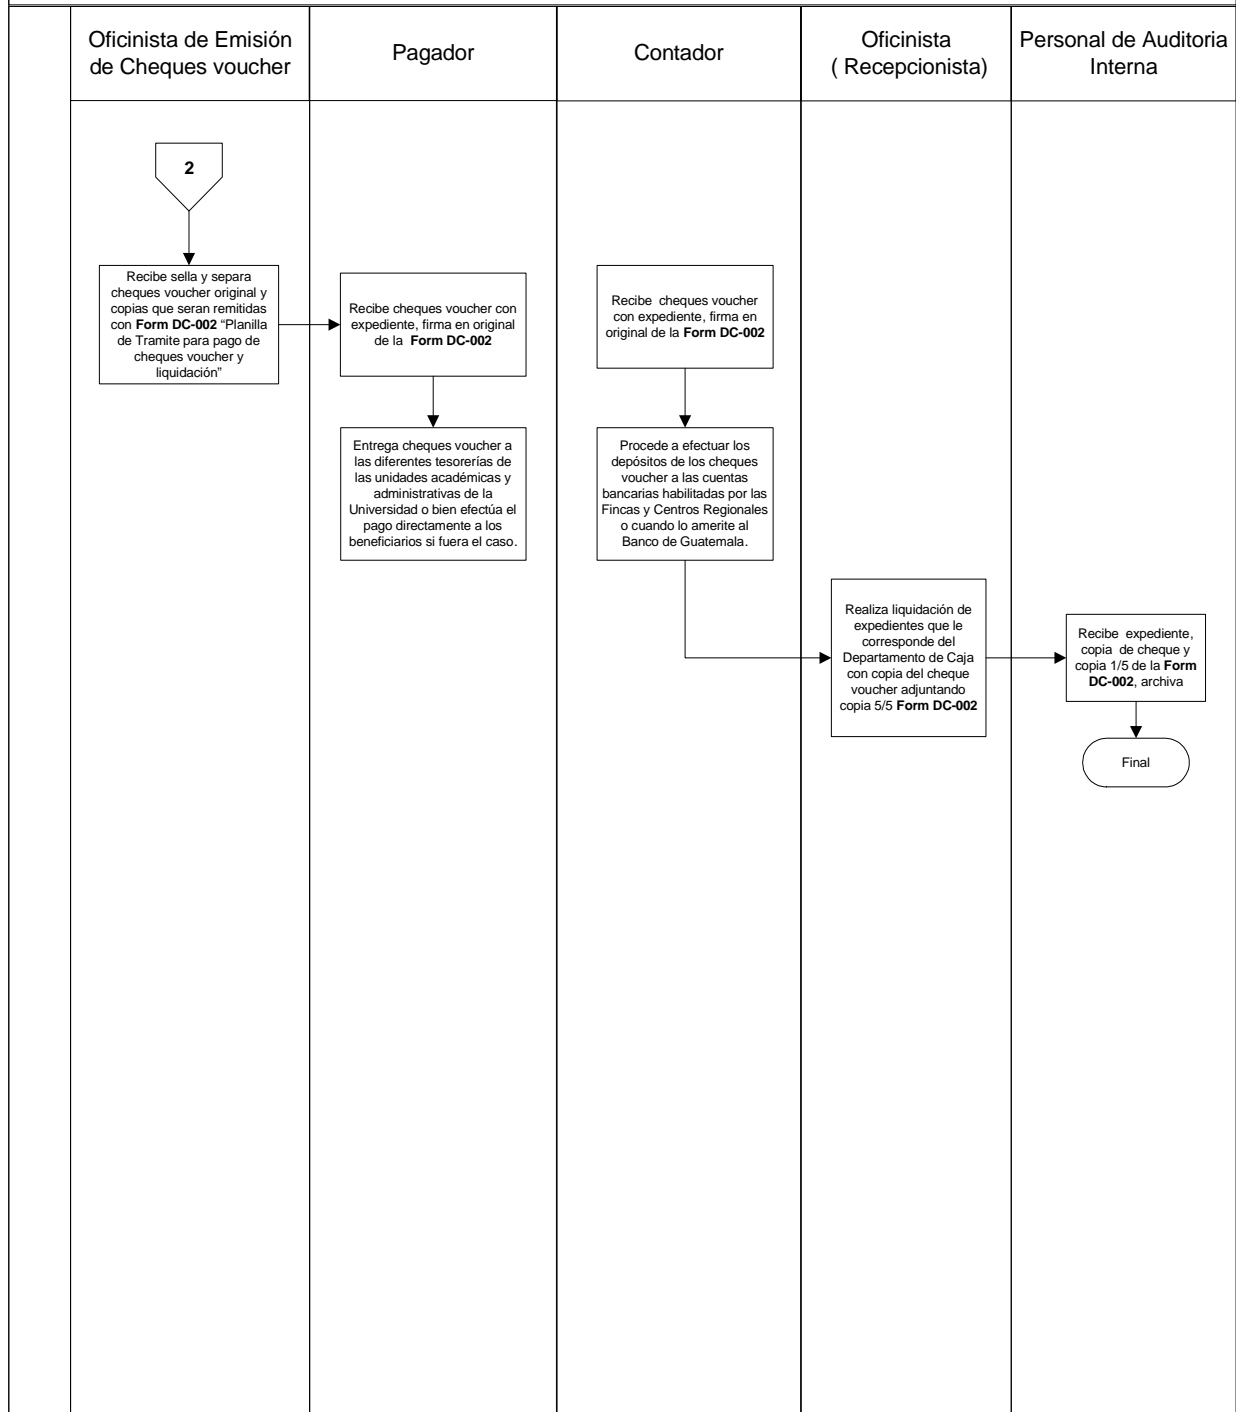 Oficinista de Emisión
de Cheques voucher
Pagador
Contador
Oficinista
( Recepcionista)
Personal de Auditoria
Interna
2
Recibe sella y separa
cheques voucher original y
copias que seran remitidas
con Form DC-002 “Planilla
de Tramite para pago de
cheques voucher y
liquidación”
Recibe cheques voucher con
expediente, firma en original
de la Form DC-002
Recibe cheques voucher
con expediente, firma en
original de la Form DC-002
Entrega cheques voucher a
las diferentes tesorerías de
las unidades académicas y
administrativas de la
Universidad o bien efectúa el
pago directamente a los
beneficiarios si fuera el caso.
Procede a efectuar los
depósitos de los cheques
voucher a las cuentas
bancarias habilitadas por las
Fincas y Centros Regionales
o cuando lo amerite al
Banco de Guatemala.
Realiza liquidación de
expedientes que le
corresponde del
Departamento de Caja
con copia del cheque
voucher adjuntando
copia 5/5 Form DC-002
Recibe expediente,
copia de cheque y
copia 1/5 de la Form
DC-002, archiva
Final